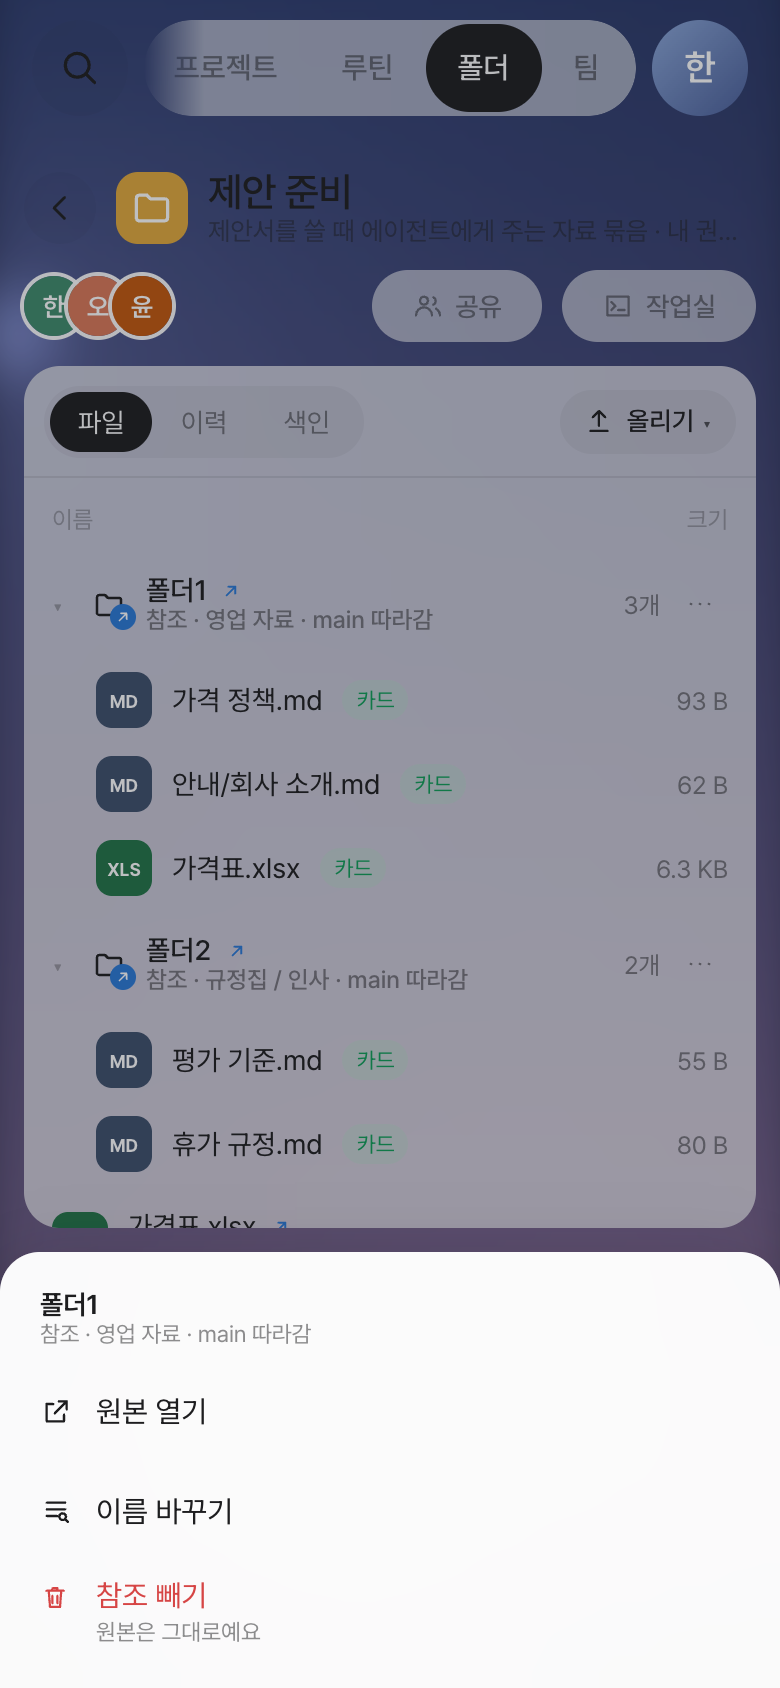 프로젝트 루틴 폴더 팀 한
제안 준비
제안서를 쓸 때 에이전트에게 주는 자료 묶음 · 내 권...
한 오 윤 공유 작업실
파일 이력 색인 올리기 ▾
이름 크기
▾ 폴더1 ↗ 3개 ···
참조 · 영업 자료 · main 따라감
MD 가격 정책.md 카드 93 B
MD 안내/회사 소개.md 카드 62 B
XLS 가격표.xlsx 카드 6.3 KB
▾ 폴더2 ↗ 2개 ···
참조 · 규정집 / 인사 · main 따라감
MD 평가 기준.md 카드 55 B
MD 휴가 규정.md 카드 80 B
가격표.xlsx ↗
폴더1
참조 · 영업 자료 · main 따라감
원본 열기
이름 바꾸기
참조 빼기
원본은 그대로예요